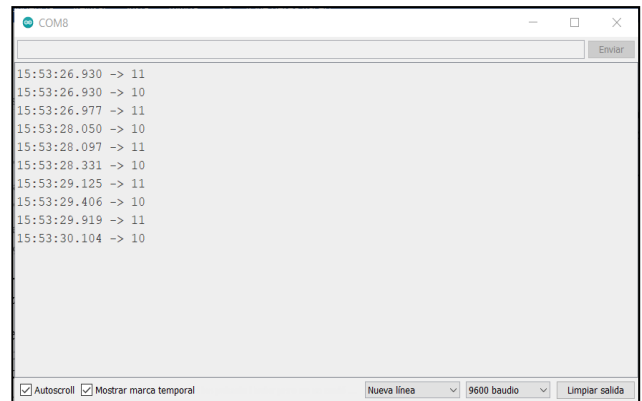 COM8
Enviar
15:53:26.930 -> 11
15:53:26.930 -> 10
15:53:26.977 -> 11
15:53:28.050 -> 10
15:53:28.097 -> 11
15:53:28.331 -> 10
15:53:29.125 -> 11
15:53:29.406 -> 10
15:53:29.919 -> 11
15:53:30.104 -> 10
Autoscroll Mostrar marca temporal Nueva línea 9600 baudio Limpiar salida